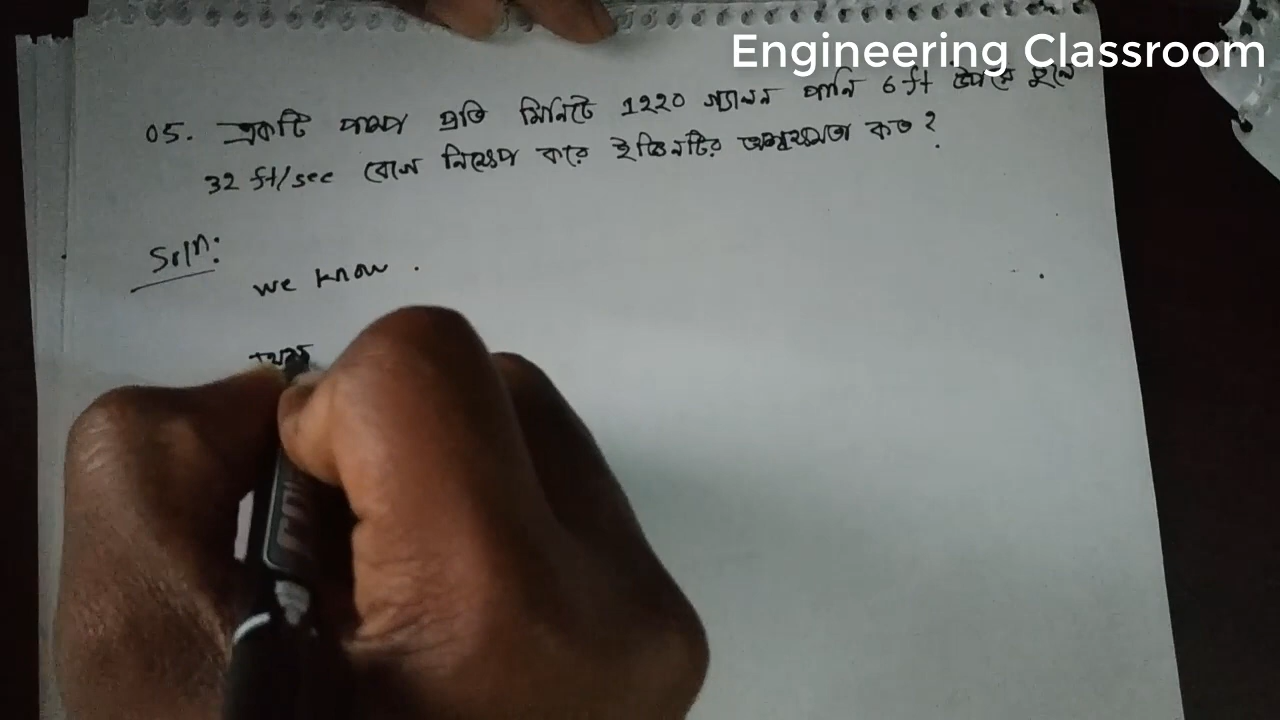 Engineering Classroom
05. একটি পাম্প প্রতি মিনিটে 1220 গ্যালন পানি 6 ft উপরে তুলে
32 ft/sec বেগে নিক্ষেপ করে ইঞ্জিনটির অশ্বক্ষমতা কত ?
Soln:
we know .